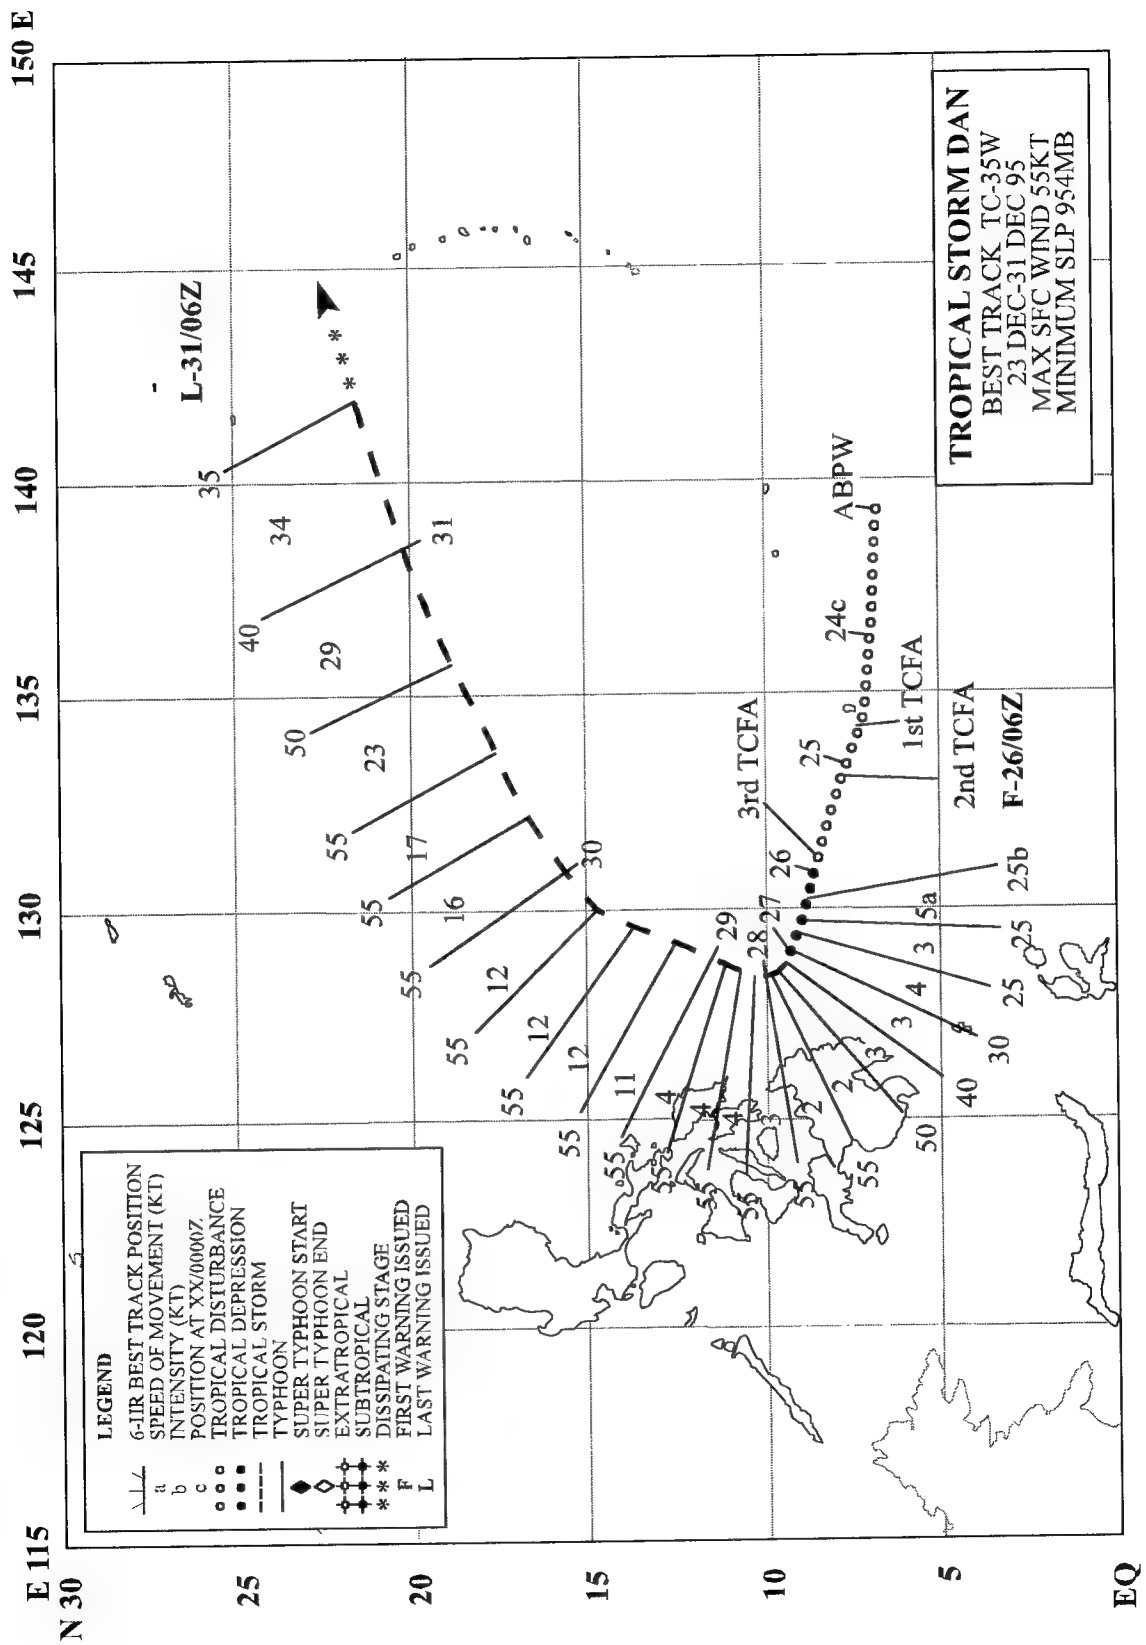 E 115
120
125
130
135
140
145
150 E
N 30
25
20
15
10
5
EQ
LEGEND
6-HR BEST TRACK POSITION
a SPEED OF MOVEMENT (KT)
b INTENSITY (KT)
c POSITION AT XX/0000Z
TROPICAL DISTURBANCE
TROPICAL DEPRESSION
TROPICAL STORM
TYPHOON
SUPER TYPHOON START
SUPER TYPHOON END
EXTRATROPICAL
SUBTROPICAL
*** DISSIPATING STAGE
F FIRST WARNING ISSUED
L LAST WARNING ISSUED
L-31/06Z
***
35
34
40
31
29
50
23
55
17
55
30
16
55
12
55
12
55
12
55
11
29
55
4
55
4
55
4
28
55
3
55
2
55
2
50
3
27
40
3
30
4
25
3
25
5a
25b
26
3rd TCFA
F-26/06Z
2nd TCFA
25
1st TCFA
24c
ABPW
TROPICAL STORM DAN
BEST TRACK TC-35W
23 DEC-31 DEC 95
MAX SFC WIND 55KT
MINIMUM SLP 954MB